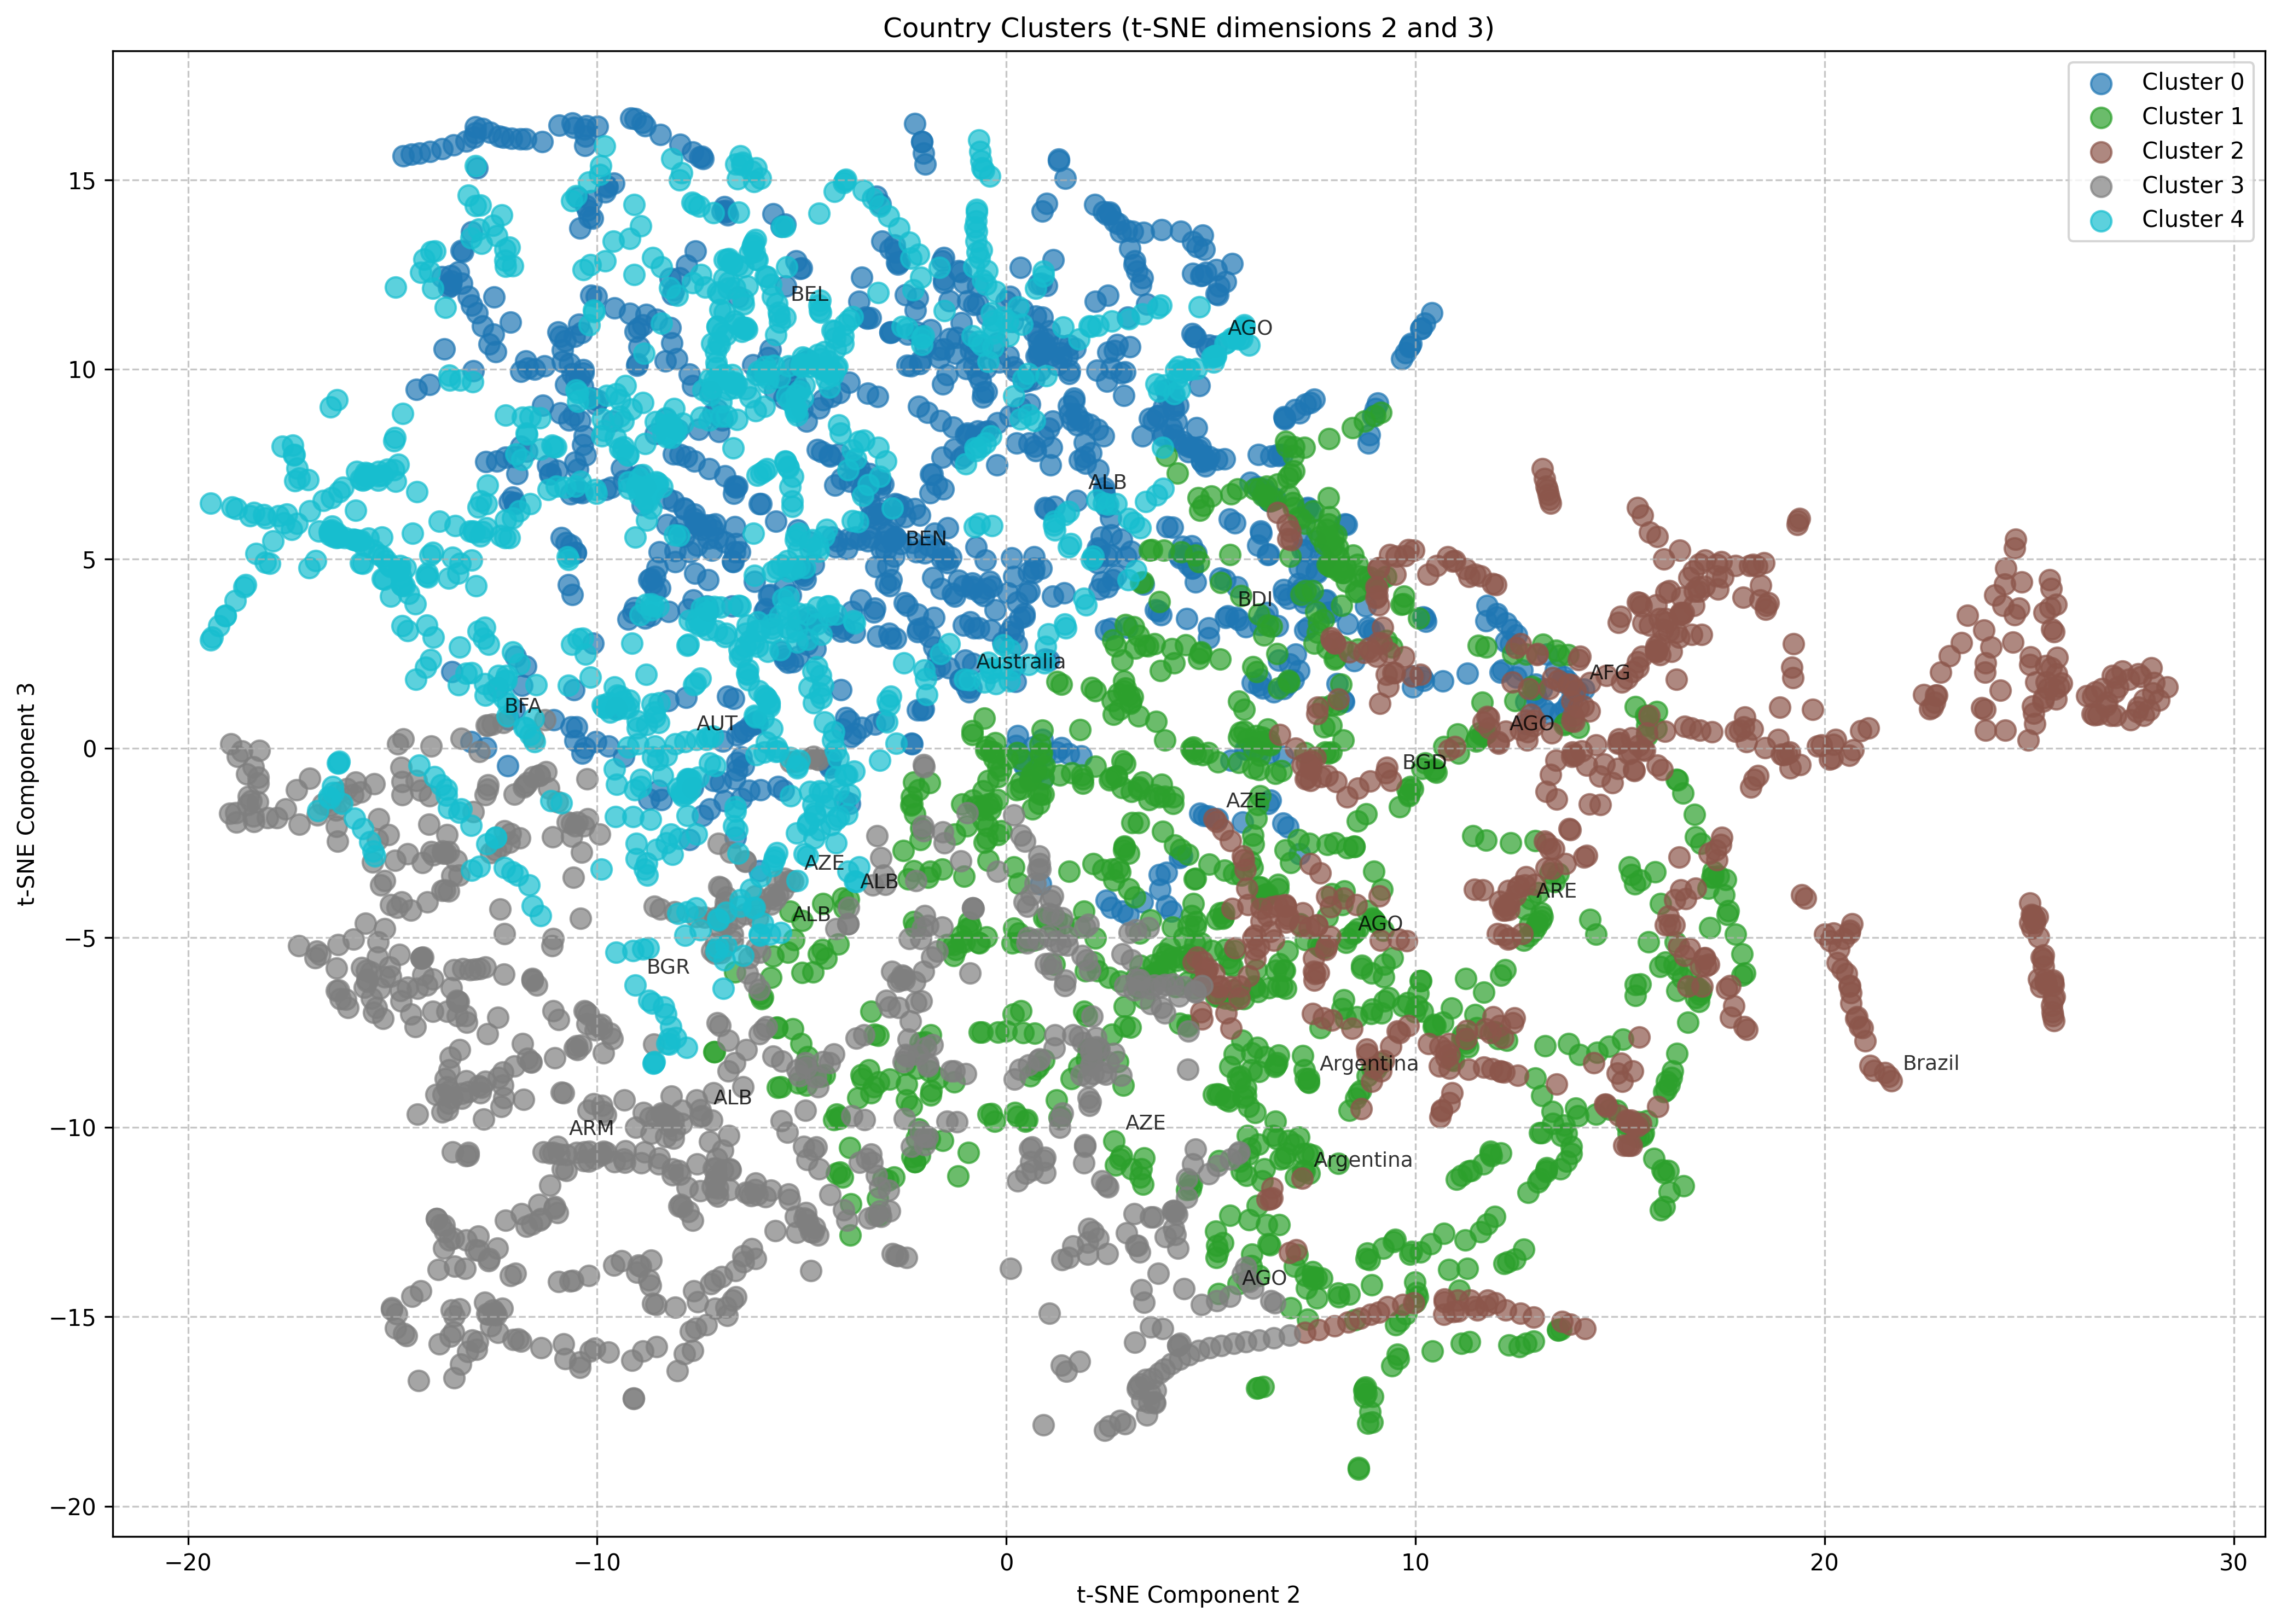 Country Clusters (t-SNE dimensions 2 and 3)
Cluster 0
Cluster 1
Cluster 2
Cluster 3
Cluster 4
15
10
5
0
−5
−10
−15
−20
t-SNE Component 3
BEL
AGO
ALB
BEN
BDI
Australia
AFG
BFA
AUT
AGO
BGD
AZE
AZE
ALB
ARE
ALB
AGO
BGR
Argentina
Brazil
ALB
AZE
ARM
Argentina
AGO
−20
−10
0
10
20
30
t-SNE Component 2